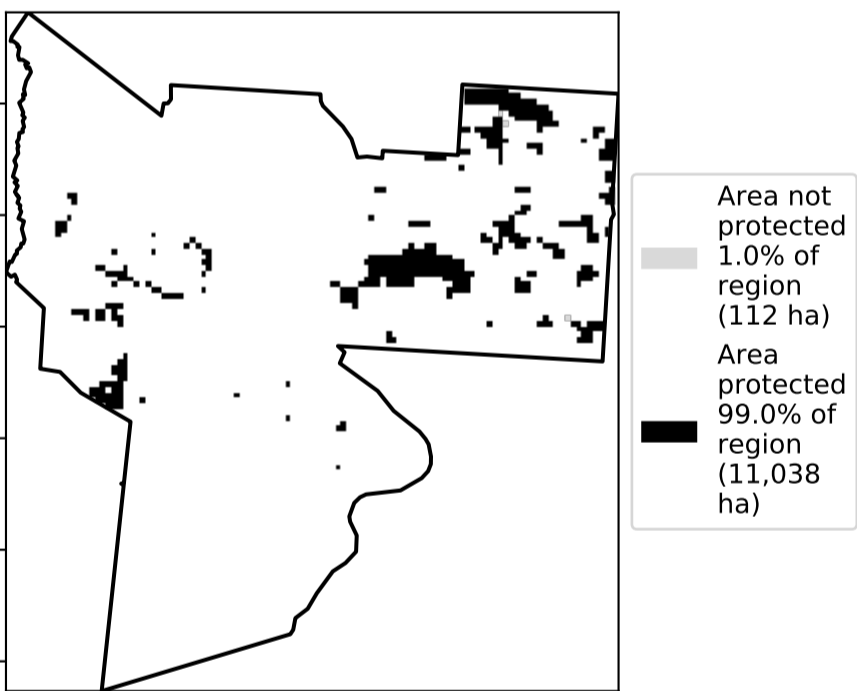 Area not
protected
1.0% of
region
(112 ha)
Area
protected
99.0% of
region
(11,038
ha)